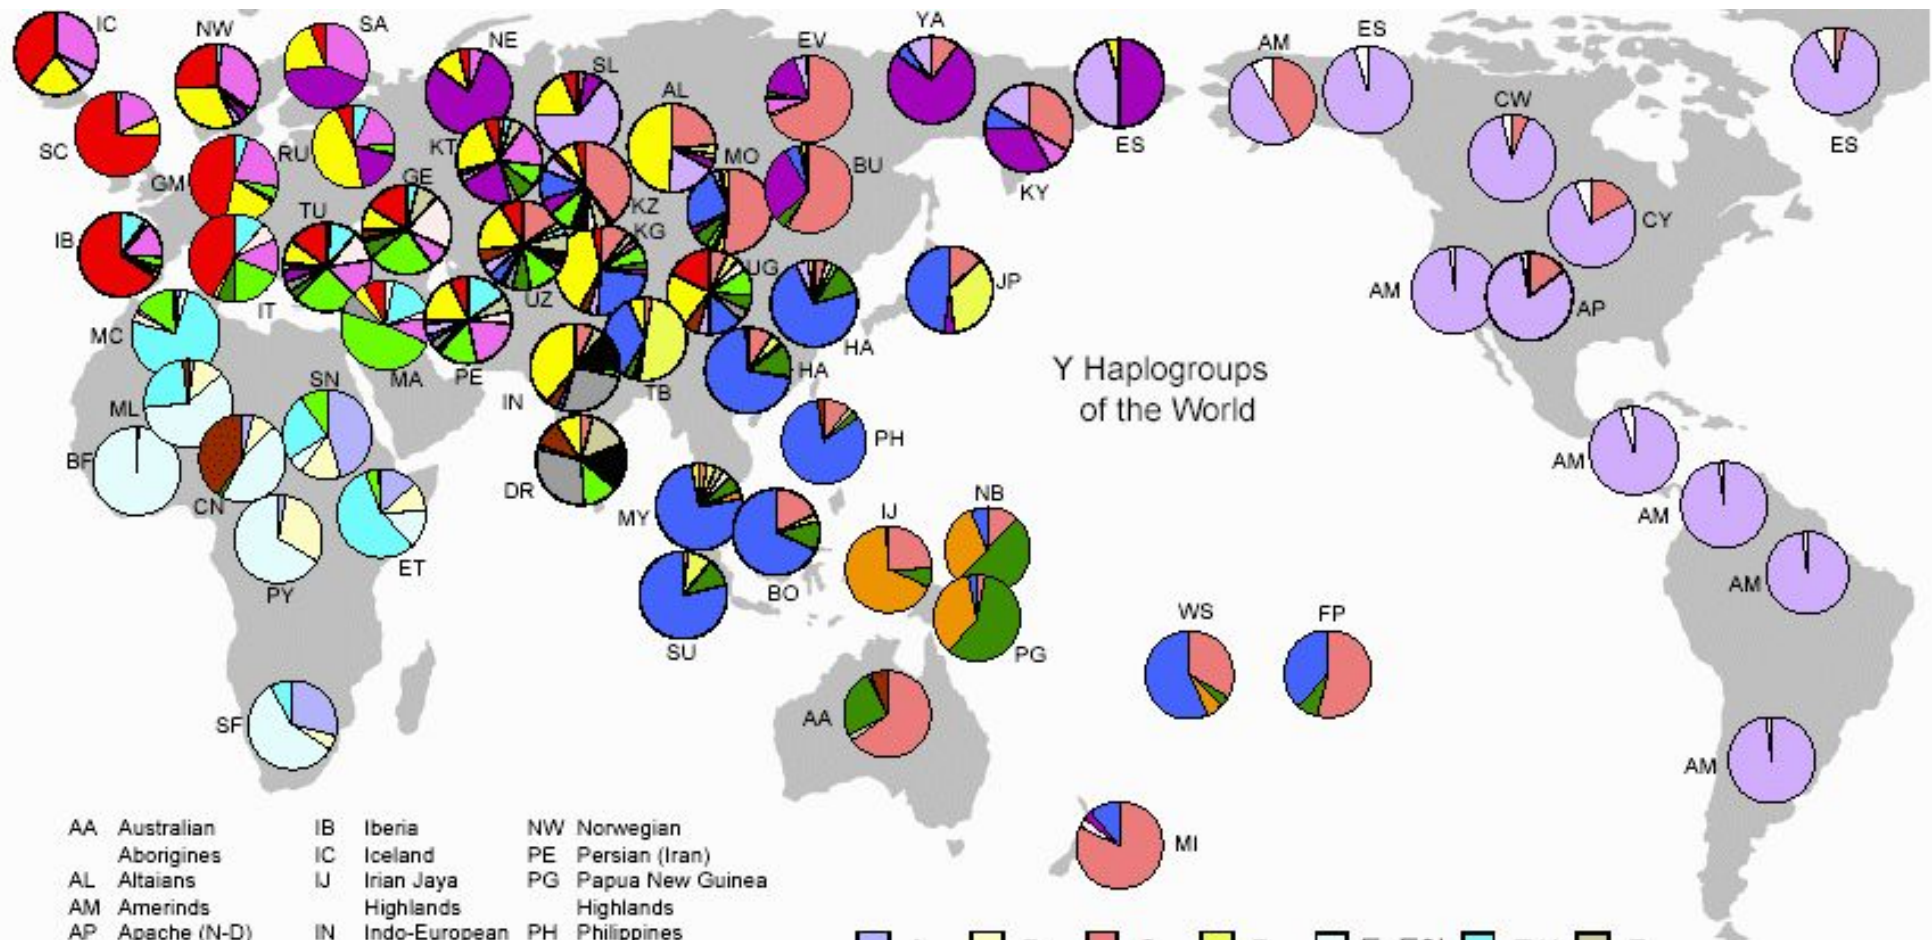 IC
NW
SA
NE
SL
EV
YA
ES
AM
ES
ES
SC
GM
RU
KT
AL
MO
BU
KY
CW
CY
IB
TU
GE
KZ
KG
UG
UZ
JP
AM
AP
MC
IT
MA
PE
IN
TB
HA
HA
Y Haplogroups
of the World
ML
SN
BF
CN
DR
PH
AM
AM
AM
PY
ET
MY
SU
BO
IJ
NB
PG
WS
FP
SF
AA
MI
AM
AA Australian IB Iberia NW Norwegian
Aborigines IC Iceland PE Persian (Iran)
AL Altaians IJ Irian Jaya PG Papua New Guinea
AM Amerinds Highlands Highlands
AP Apache (N-D) IN Indo-European PH Philippines